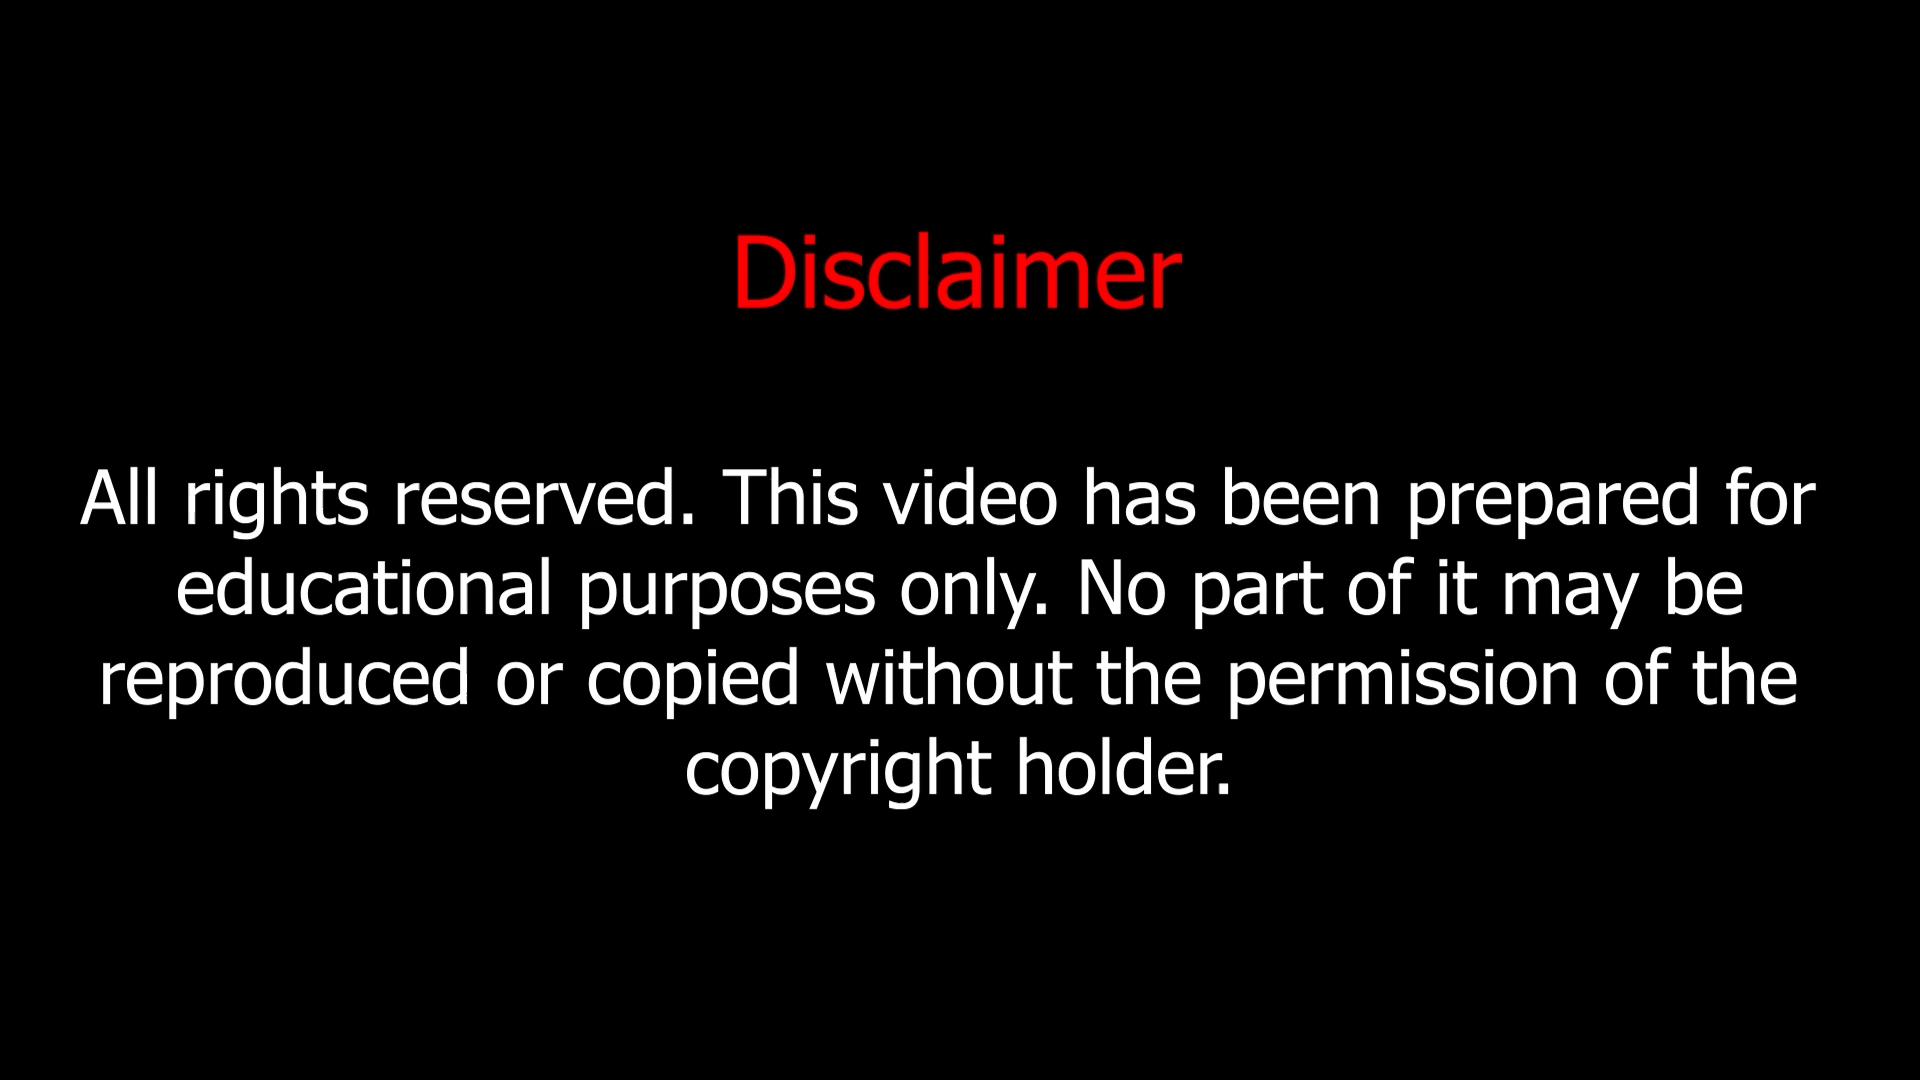 Disclaimer
All rights reserved. This video has been prepared for
educational purposes only. No part of it may be
reproduced or copied without the permission of the
copyright holder.